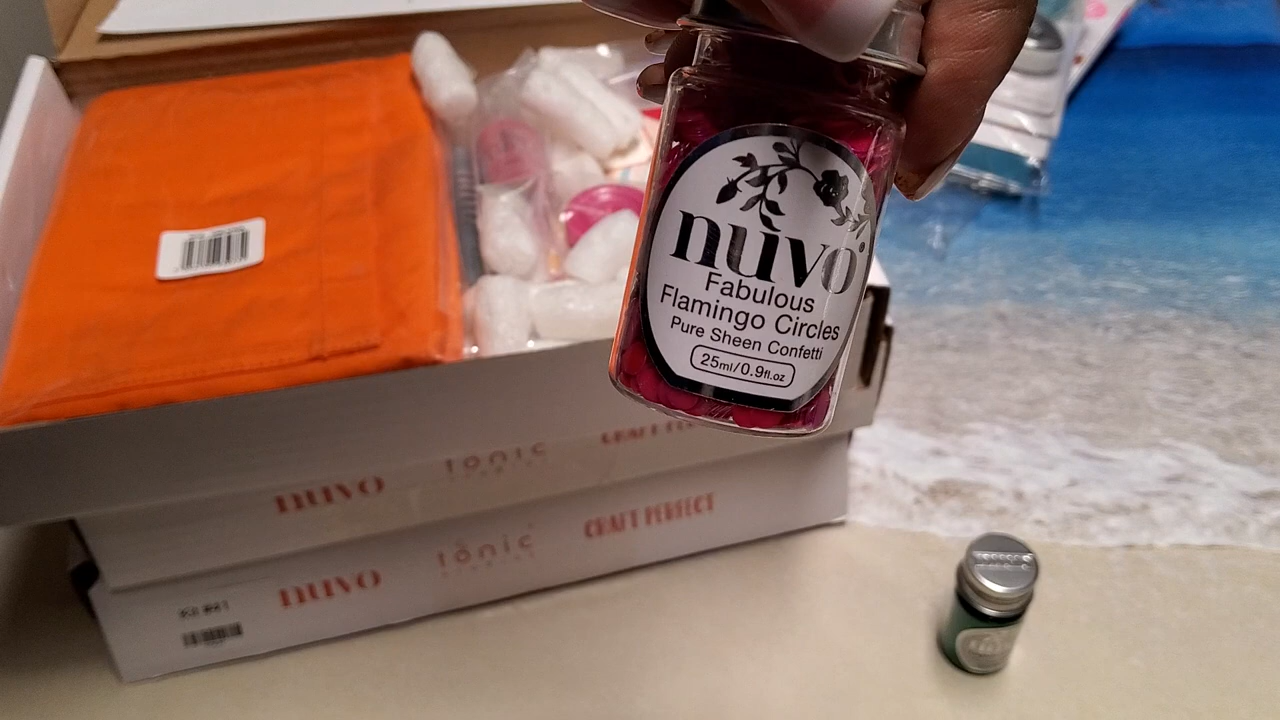 nuvo®
Fabulous
Flamingo Circles
Pure Sheen Confetti
25ml/0.9fl.oz
nuvo
tonic
CRAFT PERFECT
nuvo
tonic
CRAFT PERFECT